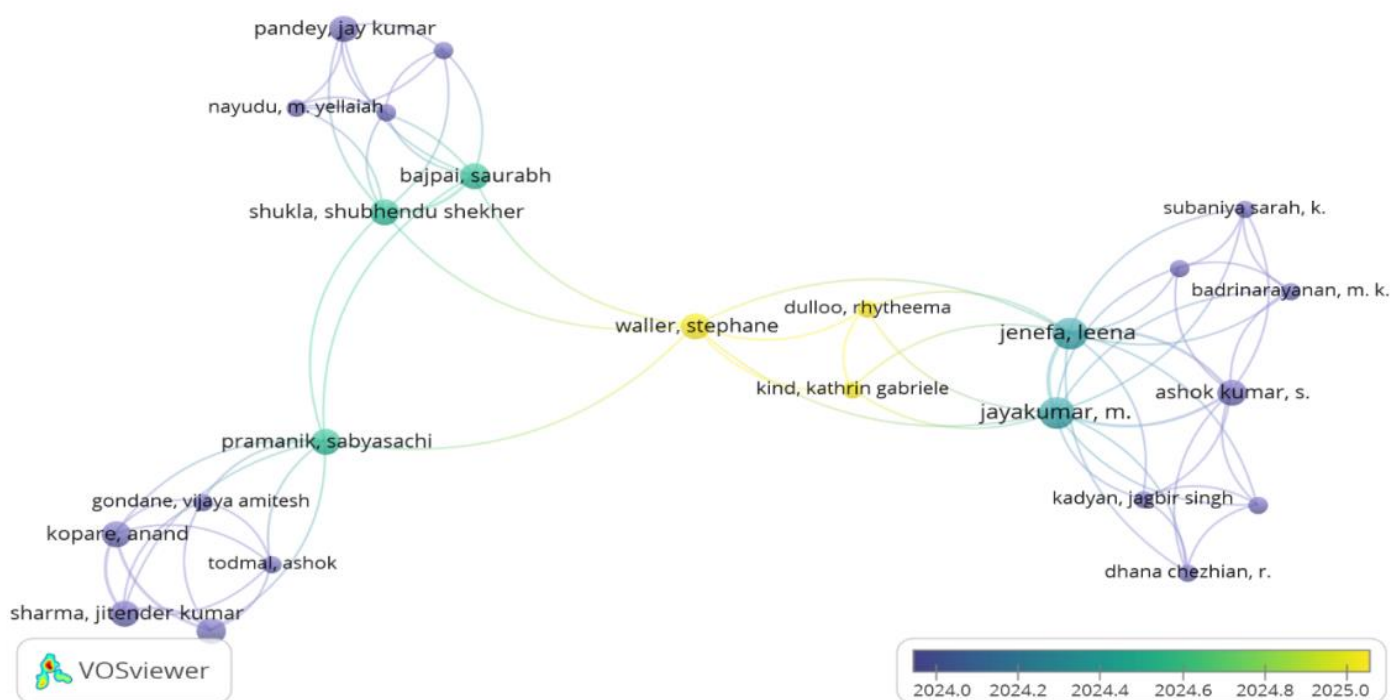 pandey, jay kumar
nayudu, m. yellaiah
bajpai, saurabh
shukla, shubhendu shekher
subaniya sarah, k.
badrinarayanan, m. k.
dulloo, rhytheema
waller, stephane
jenefa, leena
kind, kathrin gabriele
ashok kumar, s.
jayakumar, m.
pramanik, sabyasachi
gondane, vijaya amitesh
kadyan, jagbir singh
kopare, anand
todmal, ashok
dhana chezhian, r.
sharma, jitender kumar
VOSviewer
2024.0 2024.2 2024.4 2024.6 2024.8 2025.0